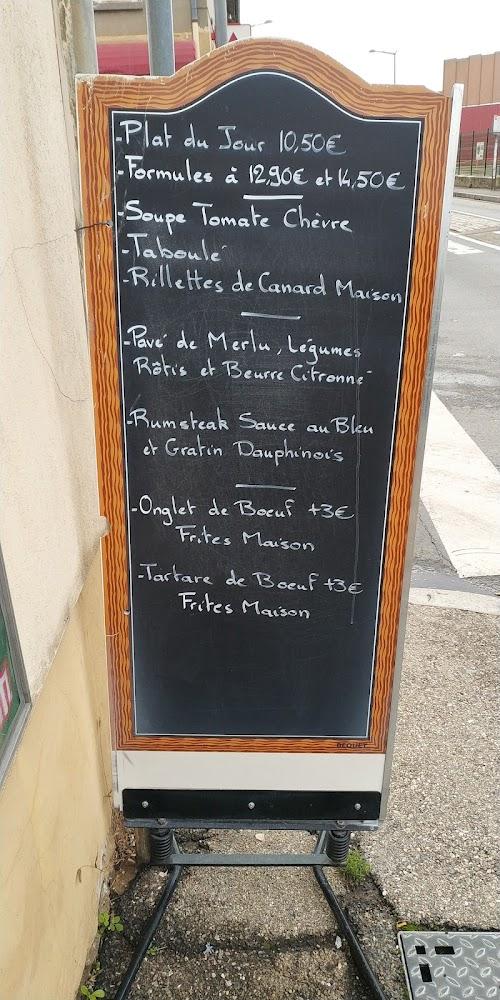 -Plat du Jour 10,50€
-Formules à 12,90€ et 14,50€
-Soupe Tomate Chèvre
-Taboulé
-Rillettes de Canard Maison
-Pavé de Merlu, Légumes
Rôtis et Beurre Citronné
-Rumsteak Sauce au Bleu
et Gratin Dauphinois
-Onglet de Boeuf +3€
Frites Maison
-Tartare de Boeuf +3€
Frites Maison
BEQUET